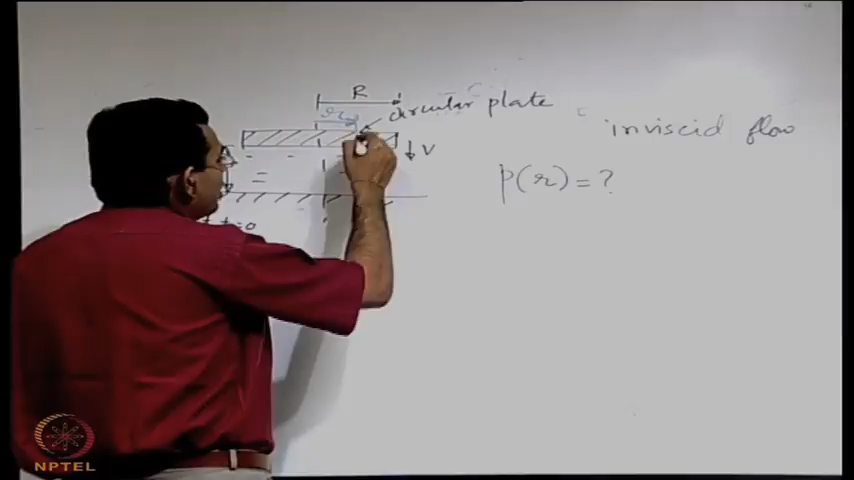 R
r
circular plate
inviscid flow
V
p(r) = ?
t=0
NPTEL